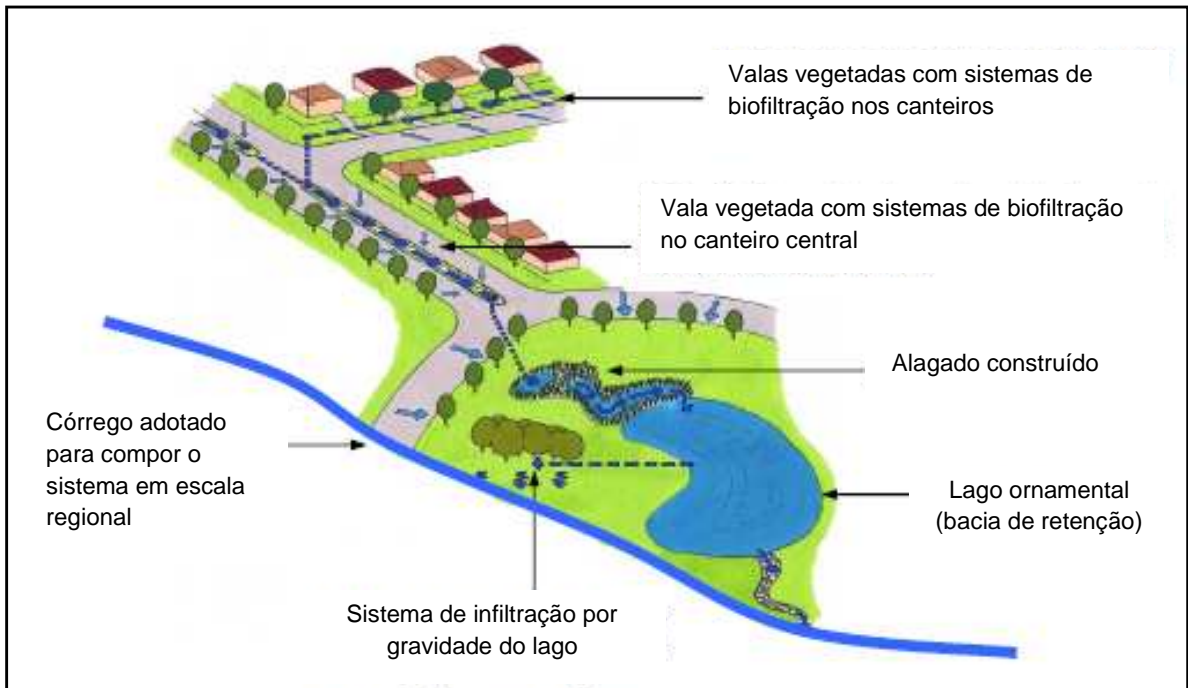 Valas vegetadas com sistemas de
biofiltração nos canteiros
Vala vegetada com sistemas de biofiltração
no canteiro central
Alagado construído
Córrego adotado
para compor o
sistema em escala
regional
Lago ornamental
(bacia de retenção)
Sistema de infiltração por
gravidade do lago